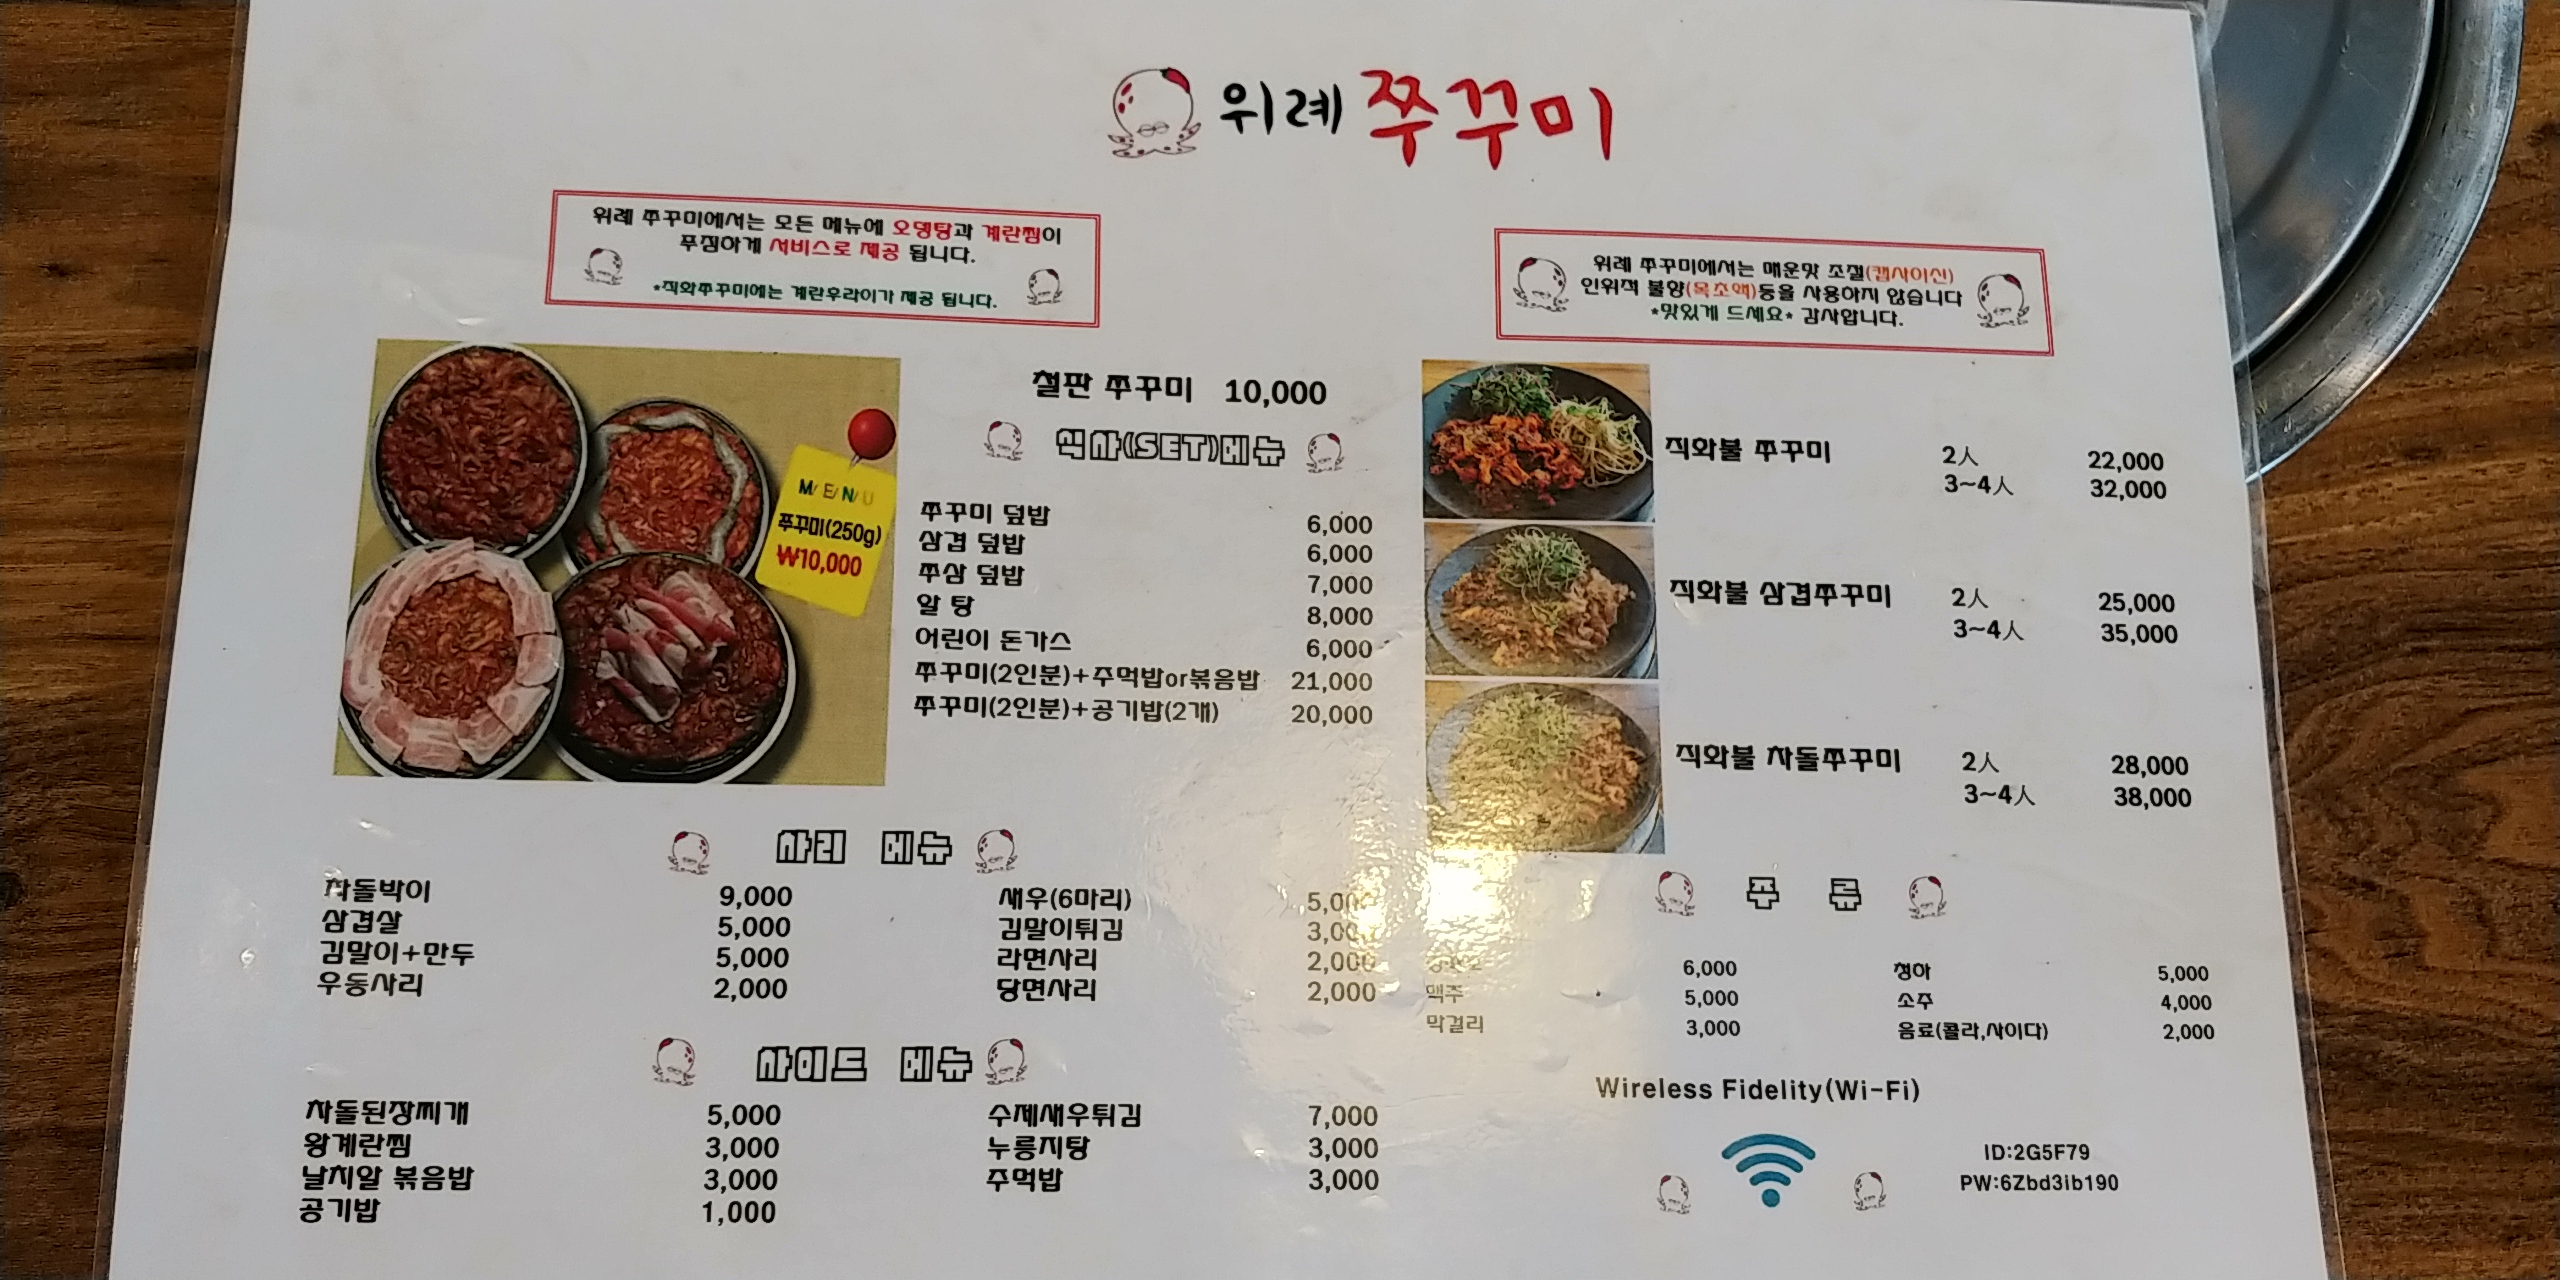 위례 쭈꾸미
위례 쭈꾸미에서는 모든 메뉴에 오뎅탕과 계란찜이
푸짐하게 서비스로 제공 됩니다.
*직화쭈꾸미에는 계란후라이가 제공 됩니다.
위례 쭈꾸미에서는 매운맛 조절(캡사이신)
인위적 불향(목초액)등을 사용하지 않습니다
*맛있게 드세요* 감사합니다.
M/E/N/U
쭈꾸미(250g)
₩10,000
철판 쭈꾸미 10,000
식사(SET)메뉴
쭈꾸미 덮밥 6,000
삼겹 덮밥 6,000
쭈삼 덮밥 7,000
알 탕 8,000
어린이 돈가스 6,000
쭈꾸미(2인분)+주먹밥or볶음밥 21,000
쭈꾸미(2인분)+공기밥(2개) 20,000
직화불 쭈꾸미 2人 22,000
3~4人 32,000
직화불 삼겹쭈꾸미 2人 25,000
3~4人 35,000
직화불 차돌쭈꾸미 2人 28,000
3~4人 38,000
사리 메뉴
차돌박이 9,000 새우(6마리) 5,000
삼겹살 5,000 김말이튀김 3,000
김말이+만두 5,000 라면사리 2,000
우동사리 2,000 당면사리 2,000
사이드 메뉴
차돌된장찌개 5,000 수제새우튀김 7,000
왕계란찜 3,000 누룽지탕 3,000
날치알 볶음밥 3,000 주먹밥 3,000
공기밥 1,000
주 류
6,000 청하 5,000
맥주 5,000 소주 4,000
막걸리 3,000 음료(콜라,사이다) 2,000
Wireless Fidelity(Wi-Fi)
ID:2G5F79
PW:6Zbd3ib190